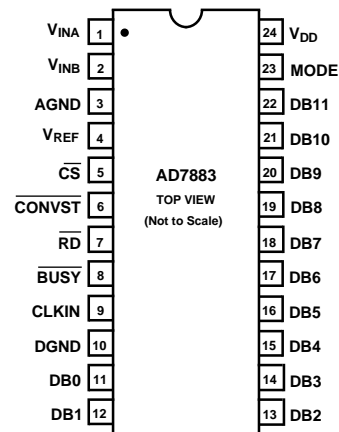 VINA 1 24 VDD
VINB 2 23 MODE
AGND 3 22 DB11
VREF 4 21 DB10
CS 5 AD7883 20 DB9
CONVST 6 TOP VIEW 19 DB8
(Not to Scale)
RD 7 18 DB7
BUSY 8 17 DB6
CLKIN 9 16 DB5
DGND 10 15 DB4
DB0 11 14 DB3
DB1 12 13 DB2